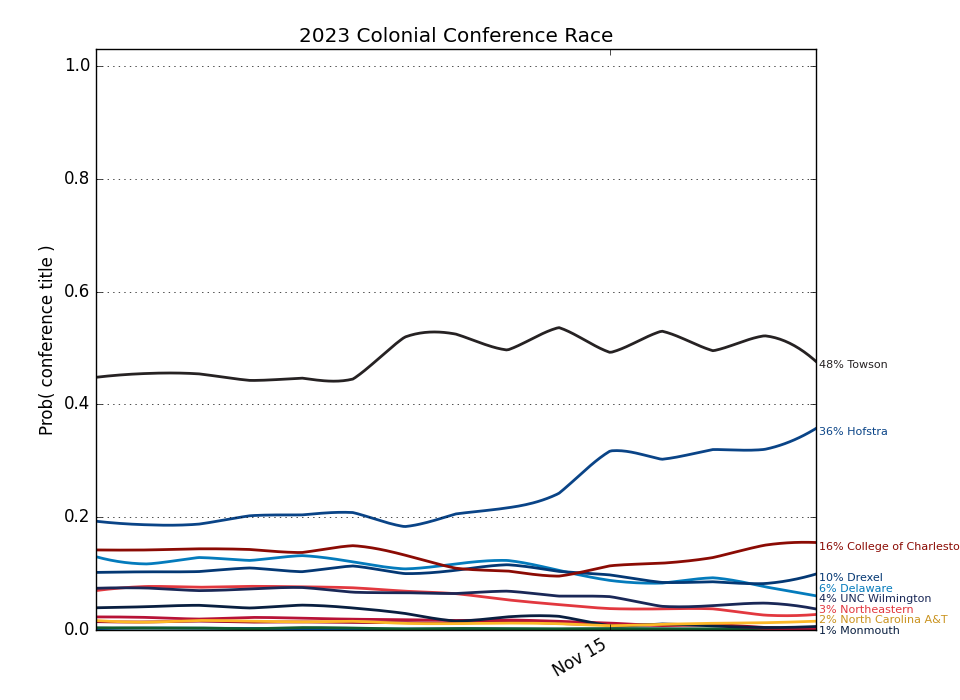 2023 Colonial Conference Race
Prob( conference title )
1.0
0.8
0.6
0.4
0.2
0.0
Nov 15
48% Towson
36% Hofstra
16% College of Charlesto
10% Drexel
6% Delaware
4% UNC Wilmington
3% Northeastern
2% North Carolina A&T
1% Monmouth